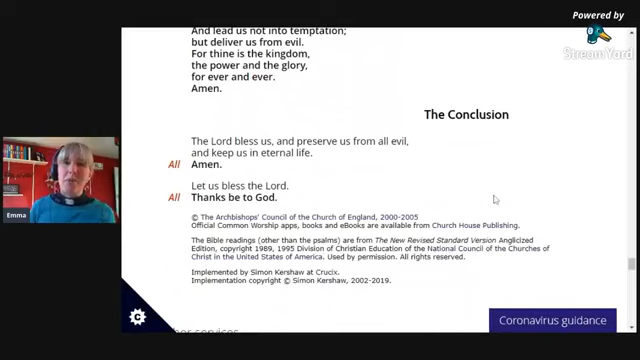 Powered by
StreamYard
And lead us not into temptation;
but deliver us from evil.
For thine is the kingdom,
the power and the glory,
for ever and ever.
Amen.
The Conclusion
The Lord bless us, and preserve us from all evil,
and keep us in eternal life.
All Amen.
Let us bless the Lord.
All Thanks be to God.
© The Archbishops' Council of the Church of England, 2000-2005
Official Common Worship apps, books and eBooks are available from Church House Publishing.
The Bible readings (other than the psalms) are from The New Revised Standard Version Anglicized
Edition, copyright 1989, 1995 Division of Christian Education of the National Council of the Churches of
Christ in the United States of America. Used by permission. All rights reserved.
Implemented by Simon Kershaw at Crucix.
Implementation copyright © Simon Kershaw, 2002-2019.
Emma
Coronavirus guidance
services